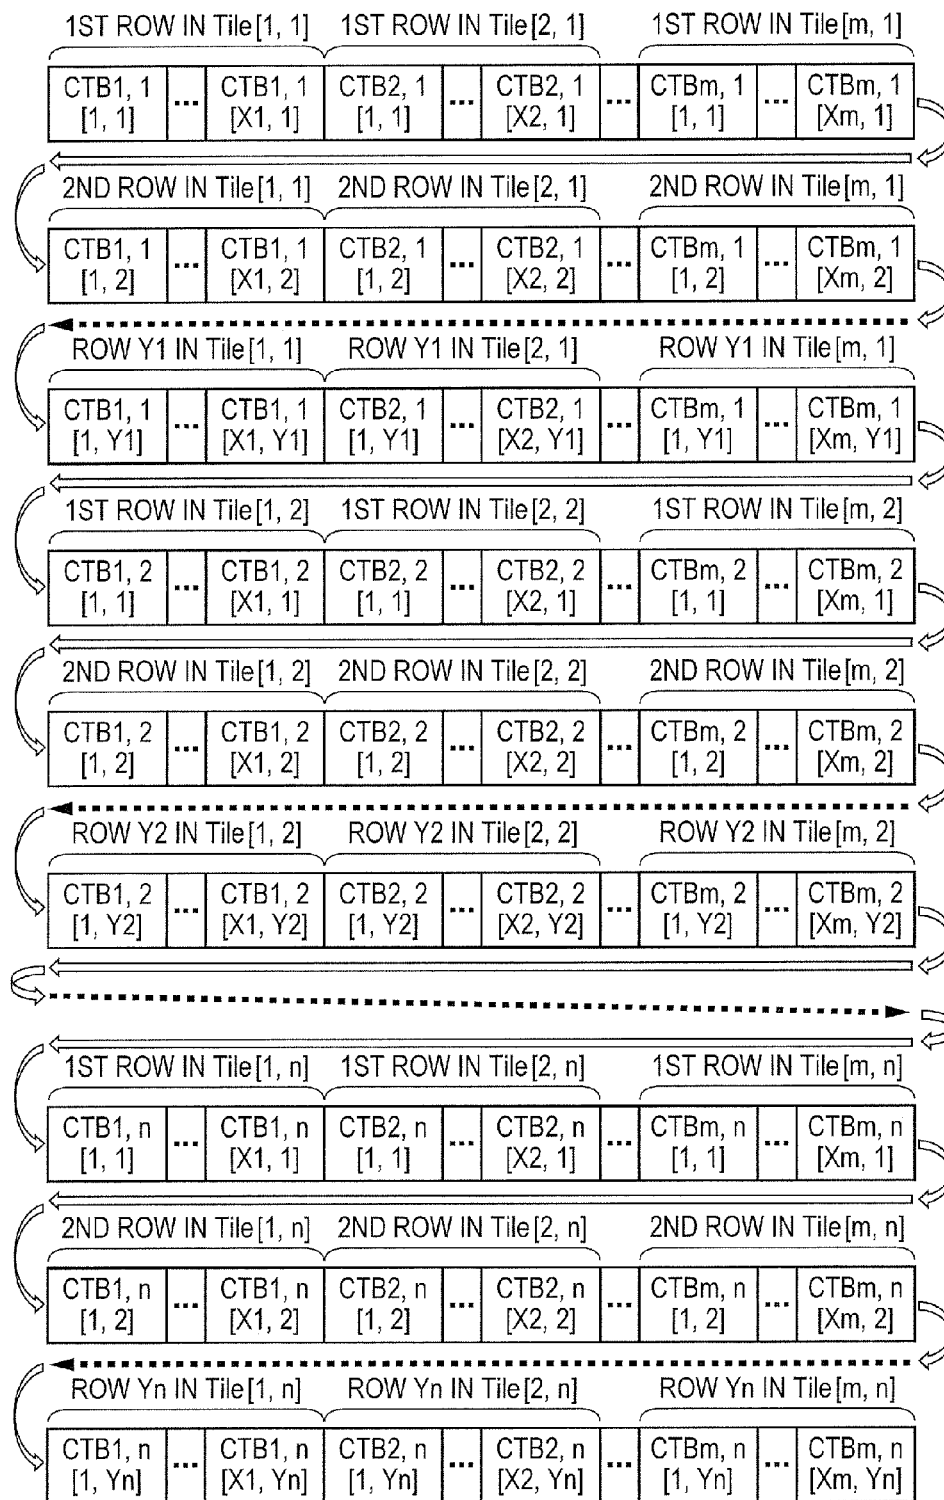 1ST ROW IN Tile[1, 1] 1ST ROW IN Tile[2, 1] 1ST ROW IN Tile[m, 1]
CTB1, 1 ... CTB1, 1 CTB2, 1 ... CTB2, 1 ... CTBm, 1 ... CTBm, 1
[1, 1] [X1, 1] [1, 1] [X2, 1] [1, 1] [Xm, 1]
2ND ROW IN Tile[1, 1] 2ND ROW IN Tile[2, 1] 2ND ROW IN Tile[m, 1]
CTB1, 1 ... CTB1, 1 CTB2, 1 ... CTB2, 1 ... CTBm, 1 ... CTBm, 1
[1, 2] [X1, 2] [1, 2] [X2, 2] [1, 2] [Xm, 2]
ROW Y1 IN Tile[1, 1] ROW Y1 IN Tile[2, 1] ROW Y1 IN Tile[m, 1]
CTB1, 1 ... CTB1, 1 CTB2, 1 ... CTB2, 1 ... CTBm, 1 ... CTBm, 1
[1, Y1] [X1, Y1] [1, Y1] [X2, Y1] [1, Y1] [Xm, Y1]
1ST ROW IN Tile[1, 2] 1ST ROW IN Tile[2, 2] 1ST ROW IN Tile[m, 2]
CTB1, 2 ... CTB1, 2 CTB2, 2 ... CTB2, 2 ... CTBm, 2 ... CTBm, 2
[1, 1] [X1, 1] [1, 1] [X2, 1] [1, 1] [Xm, 1]
2ND ROW IN Tile[1, 2] 2ND ROW IN Tile[2, 2] 2ND ROW IN Tile[m, 2]
CTB1, 2 ... CTB1, 2 CTB2, 2 ... CTB2, 2 ... CTBm, 2 ... CTBm, 2
[1, 2] [X1, 2] [1, 2] [X2, 2] [1, 2] [Xm, 2]
ROW Y2 IN Tile[1, 2] ROW Y2 IN Tile[2, 2] ROW Y2 IN Tile[m, 2]
CTB1, 2 ... CTB1, 2 CTB2, 2 ... CTB2, 2 ... CTBm, 2 ... CTBm, 2
[1, Y2] [X1, Y2] [1, Y2] [X2, Y2] [1, Y2] [Xm, Y2]
1ST ROW IN Tile[1, n] 1ST ROW IN Tile[2, n] 1ST ROW IN Tile[m, n]
CTB1, n ... CTB1, n CTB2, n ... CTB2, n ... CTBm, n ... CTBm, n
[1, 1] [X1, 1] [1, 1] [X2, 1] [1, 1] [Xm, 1]
2ND ROW IN Tile[1, n] 2ND ROW IN Tile[2, n] 2ND ROW IN Tile[m, n]
CTB1, n ... CTB1, n CTB2, n ... CTB2, n ... CTBm, n ... CTBm, n
[1, 2] [X1, 2] [1, 2] [X2, 2] [1, 2] [Xm, 2]
ROW Yn IN Tile[1, n] ROW Yn IN Tile[2, n] ROW Yn IN Tile[m, n]
CTB1, n ... CTB1, n CTB2, n ... CTB2, n ... CTBm, n ... CTBm, n
[1, Yn] [X1, Yn] [1, Yn] [X2, Yn] [1, Yn] [Xm, Yn]